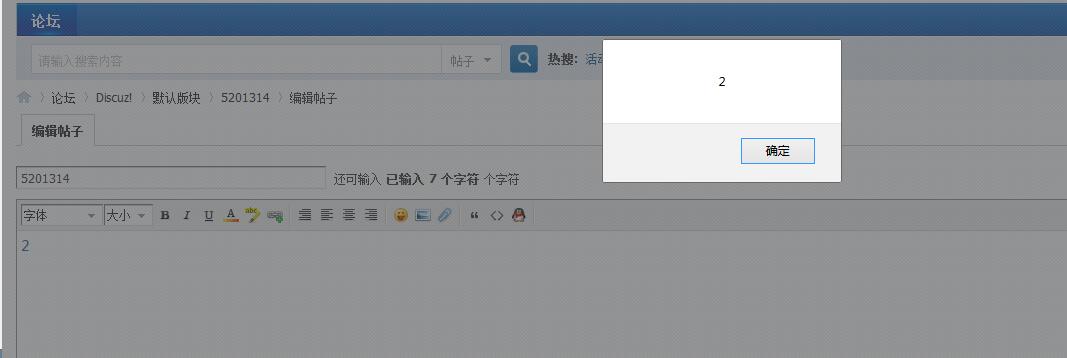 论坛
请输入搜索内容 帖子 热搜: 活动
2
确定
论坛 Discuz! 默认版块 5201314 编辑帖子
编辑帖子
5201314 还可输入 已输入 7 个字符 个字符
字体 大小 B I U A abc
2